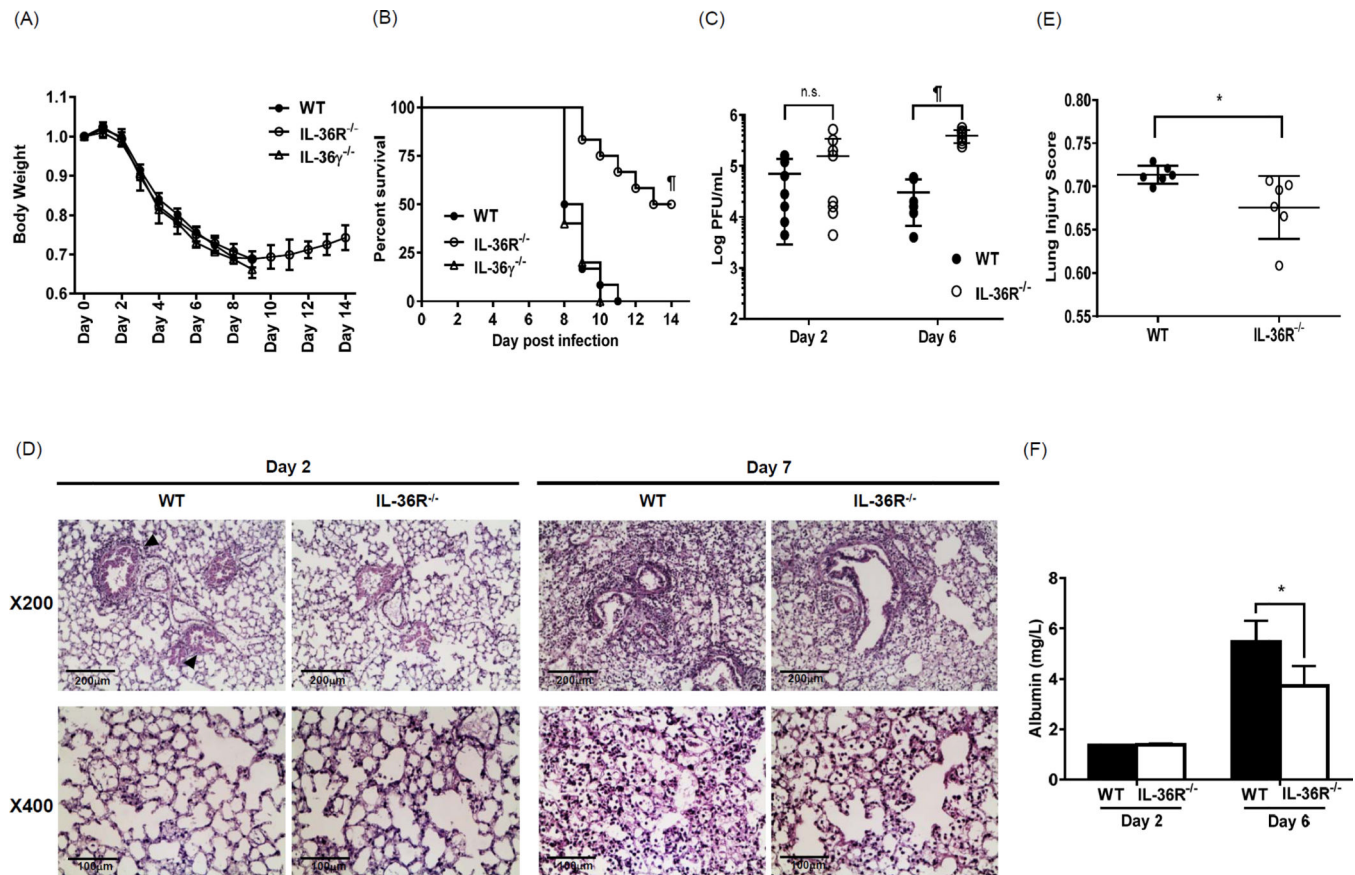 (A)
Body Weight
1.1
1.0
0.9
0.8
0.7
0.6
Day 0
Day 2
Day 4
Day 6
Day 8
Day 10
Day 12
Day 14
WT
IL-36R-/-
IL-36γ-/-
(B)
Percent survival
100
75
50
25
0
0 2 4 6 8 10 12 14
Day post infection
¶
WT
IL-36R-/-
IL-36γ-/-
(C)
Log PFU/mL
6
5
4
3
2
n.s.
¶
WT
IL-36R-/-
Day 2 Day 6
(E)
Lung Injury Score
0.80
0.75
0.70
0.65
0.60
0.55
*
WT IL-36R-/-
(D)
Day 2 Day 7
WT IL-36R-/- WT IL-36R-/-
X200
200μm 200μm 200μm 200μm
X400
100μm 100μm 100μm 100μm
(F)
Albumin (mg/L)
8
6
4
2
0
*
WT IL-36R-/- WT IL-36R-/-
Day 2 Day 6